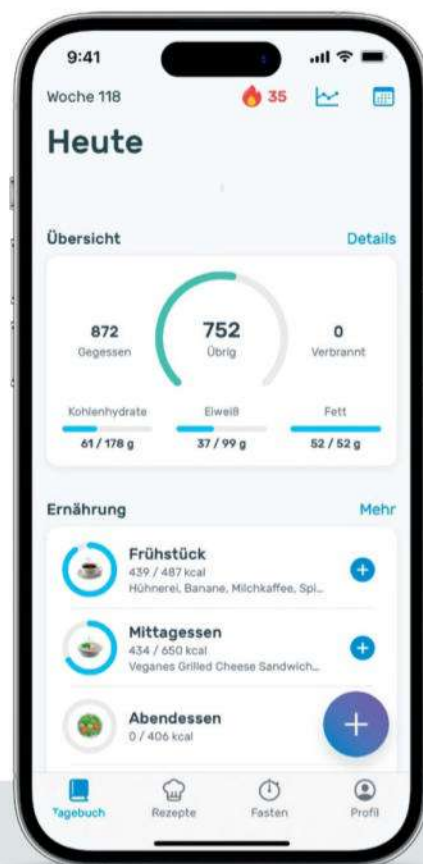 9:41
Woche 118
35
Heute
Übersicht
Details
872
Gegessen
752
Übrig
0
Verbrannt
Kohlenhydrate
61 / 178 g
Eiweiß
37 / 99 g
Fett
52 / 52 g
Ernährung
Mehr
Frühstück
439 / 487 kcal
Hühnerei, Banane, Milchkaffee, Spi...
Mittagessen
434 / 650 kcal
Veganes Grilled Cheese Sandwich...
Abendessen
0 / 406 kcal
Tagebuch
Rezepte
Fasten
Profil